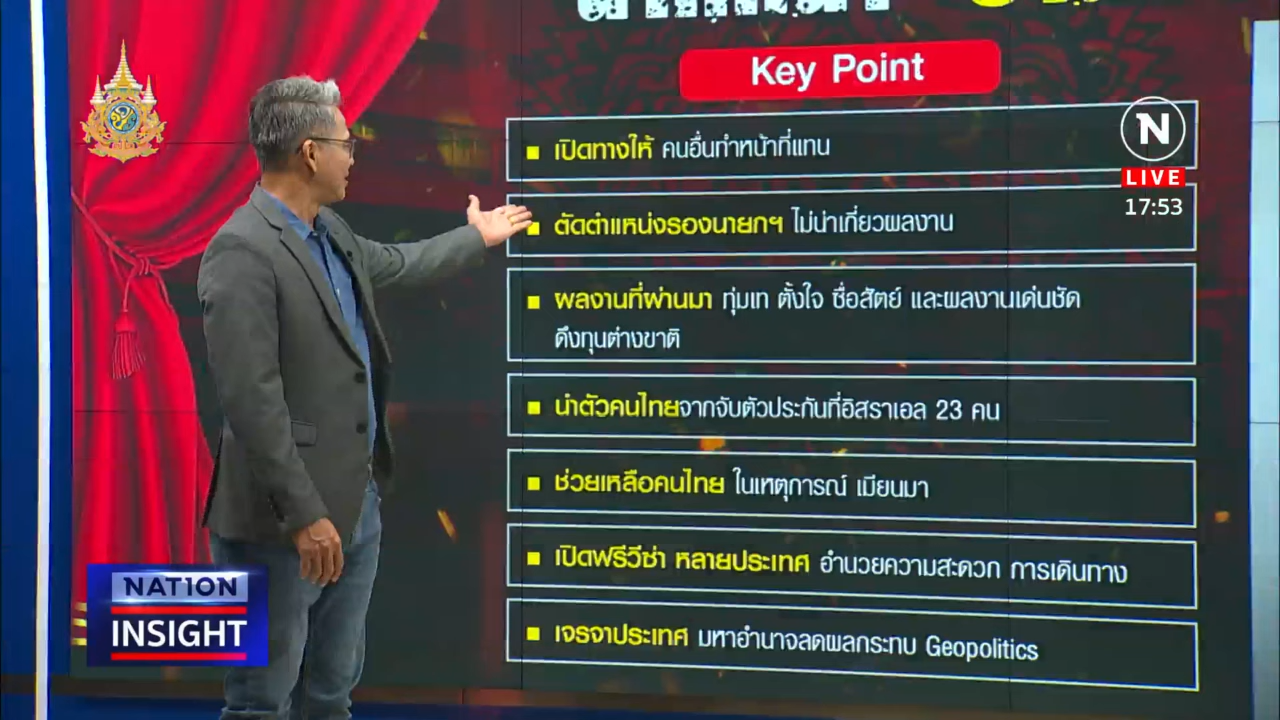 Key Point
เปิดทางให้ คนอื่นทำหน้าที่แทน
N
LIVE
17:53
ตัดตำแหน่งรองนายกฯ ไม่น่าเกี่ยวผลงาน
ผลงานที่ผ่านมา ทุ่มเท ตั้งใจ ซื่อสัตย์ และผลงานเด่นชัด
ดึงทุนต่างชาติ
นำตัวคนไทยจากจับตัวประกันที่อิสราเอล 23 คน
ช่วยเหลือคนไทย ในเหตุการณ์ เมียนมา
เปิดฟรีวีซ่า หลายประเทศ อำนวยความสะดวก การเดินทาง
เจรจาประเทศ มหาอำนาจลดผลกระทบ Geopolitics
NATION
INSIGHT